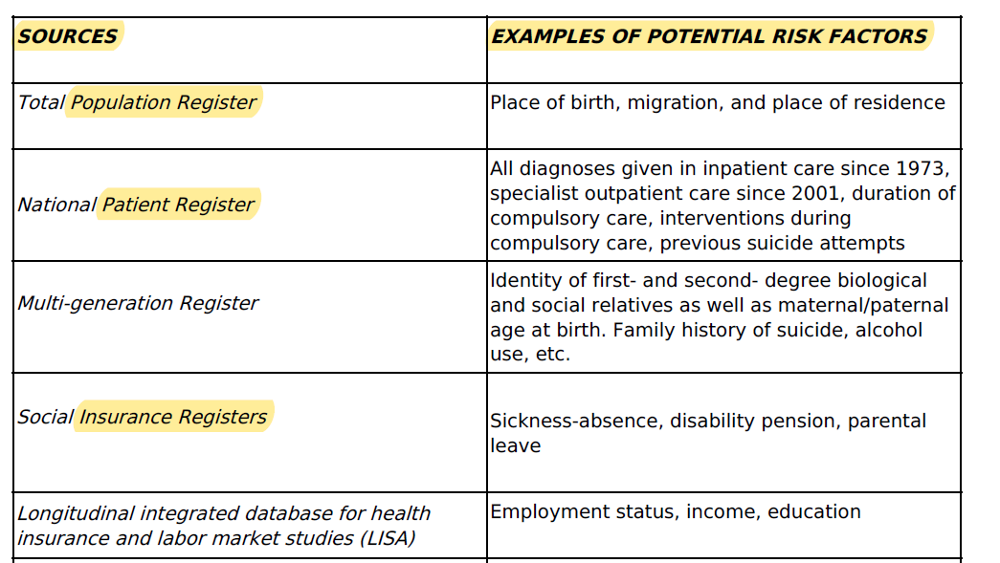 SOURCES
EXAMPLES OF POTENTIAL RISK FACTORS
Total Population Register
Place of birth, migration, and place of residence
National Patient Register
All diagnoses given in inpatient care since 1973,
specialist outpatient care since 2001, duration of
compulsory care, interventions during
compulsory care, previous suicide attempts
Multi-generation Register
Identity of first- and second- degree biological
and social relatives as well as maternal/paternal
age at birth. Family history of suicide, alcohol
use, etc.
Social Insurance Registers
Sickness-absence, disability pension, parental
leave
Longitudinal integrated database for health
insurance and labor market studies (LISA)
Employment status, income, education